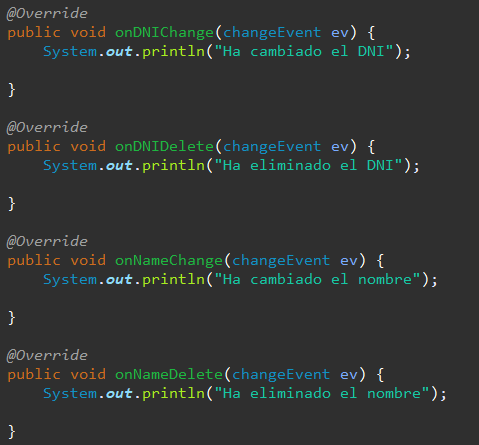 @Override
public void onDNIChange(changeEvent ev) {
System.out.println("Ha cambiado el DNI");
}
@Override
public void onDNIDelete(changeEvent ev) {
System.out.println("Ha eliminado el DNI");
}
@Override
public void onNameChange(changeEvent ev) {
System.out.println("Ha cambiado el nombre");
}
@Override
public void onNameDelete(changeEvent ev) {
System.out.println("Ha eliminado el nombre");
}